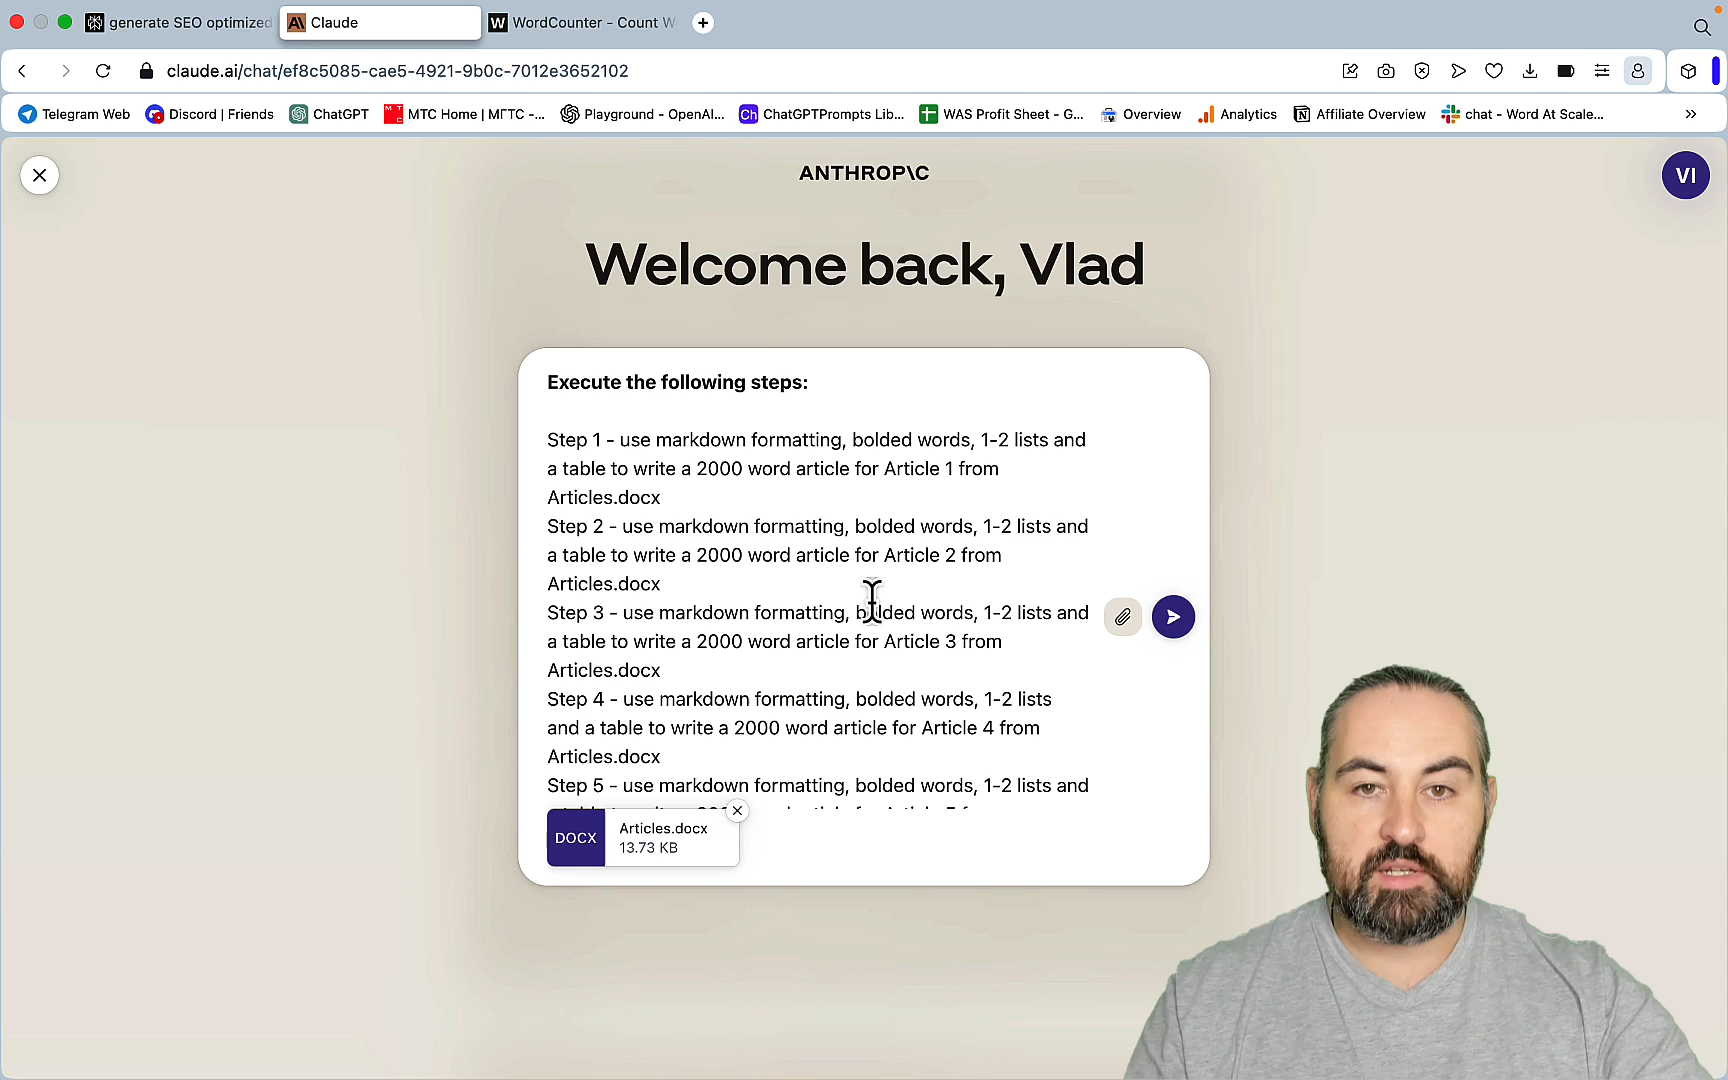 generate SEO optimized
Claude
WordCounter - Count W
claude.ai/chat/ef8c5085-cae5-4921-9b0c-7012e3652102
Telegram Web
Discord | Friends
ChatGPT
MTC Home | МГТС -...
Playground - OpenAI...
Ch ChatGPTPrompts Lib...
WAS Profit Sheet - G...
Overview
Analytics
Affiliate Overview
chat - Word At Scale...
ANTHROP\C
VI
Welcome back, Vlad
Execute the following steps:
Step 1 - use markdown formatting, bolded words, 1-2 lists and
a table to write a 2000 word article for Article 1 from
Articles.docx
Step 2 - use markdown formatting, bolded words, 1-2 lists and
a table to write a 2000 word article for Article 2 from
Articles.docx
Step 3 - use markdown formatting, bolded words, 1-2 lists and
a table to write a 2000 word article for Article 3 from
Articles.docx
Step 4 - use markdown formatting, bolded words, 1-2 lists
and a table to write a 2000 word article for Article 4 from
Articles.docx
Step 5 - use markdown formatting, bolded words, 1-2 lists and
DOCX
Articles.docx
13.73 KB